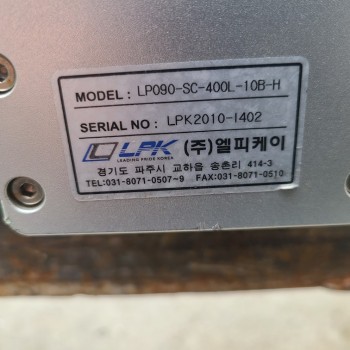 MODEL : LP090-SC-400L-10B-H
SERIAL NO : LPK2010-I402
LPK (주)엘피케이
LEADING PRIOR KOREA
경기도 파주시 교하읍 송촌리 414-3
TEL:031-8071-0507~9 FAX:031-8071-0510